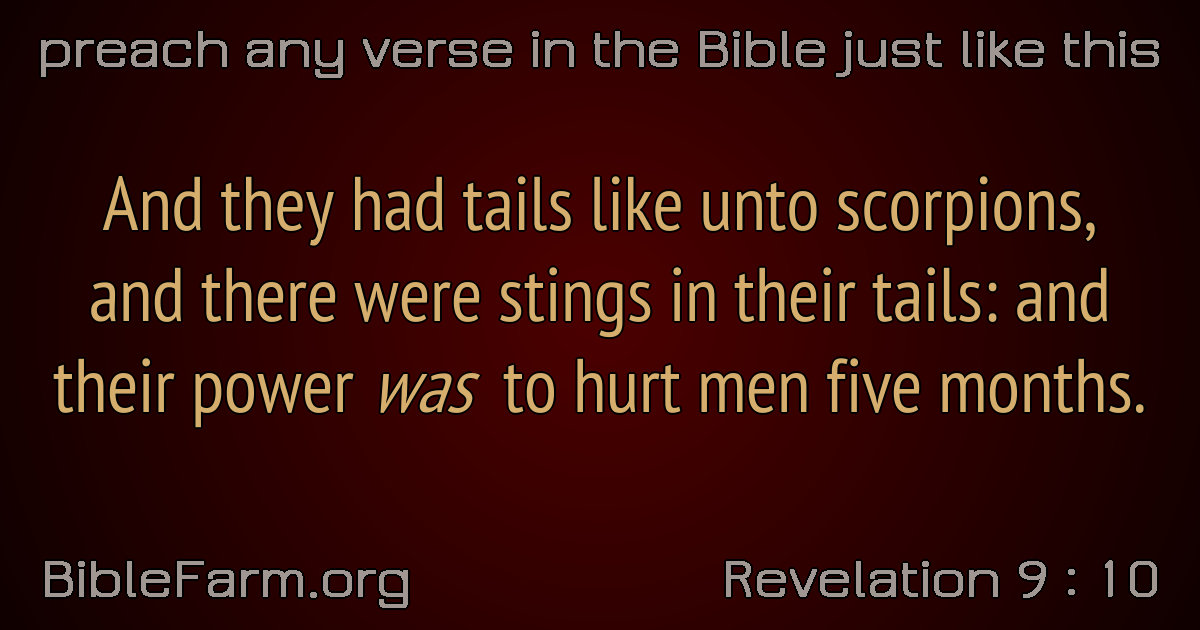 preach any verse in the Bible just like this
And they had tails like unto scorpions,
and there were stings in their tails: and
their power was to hurt men five months.
BibleFarm.org
Revelation 9 : 10